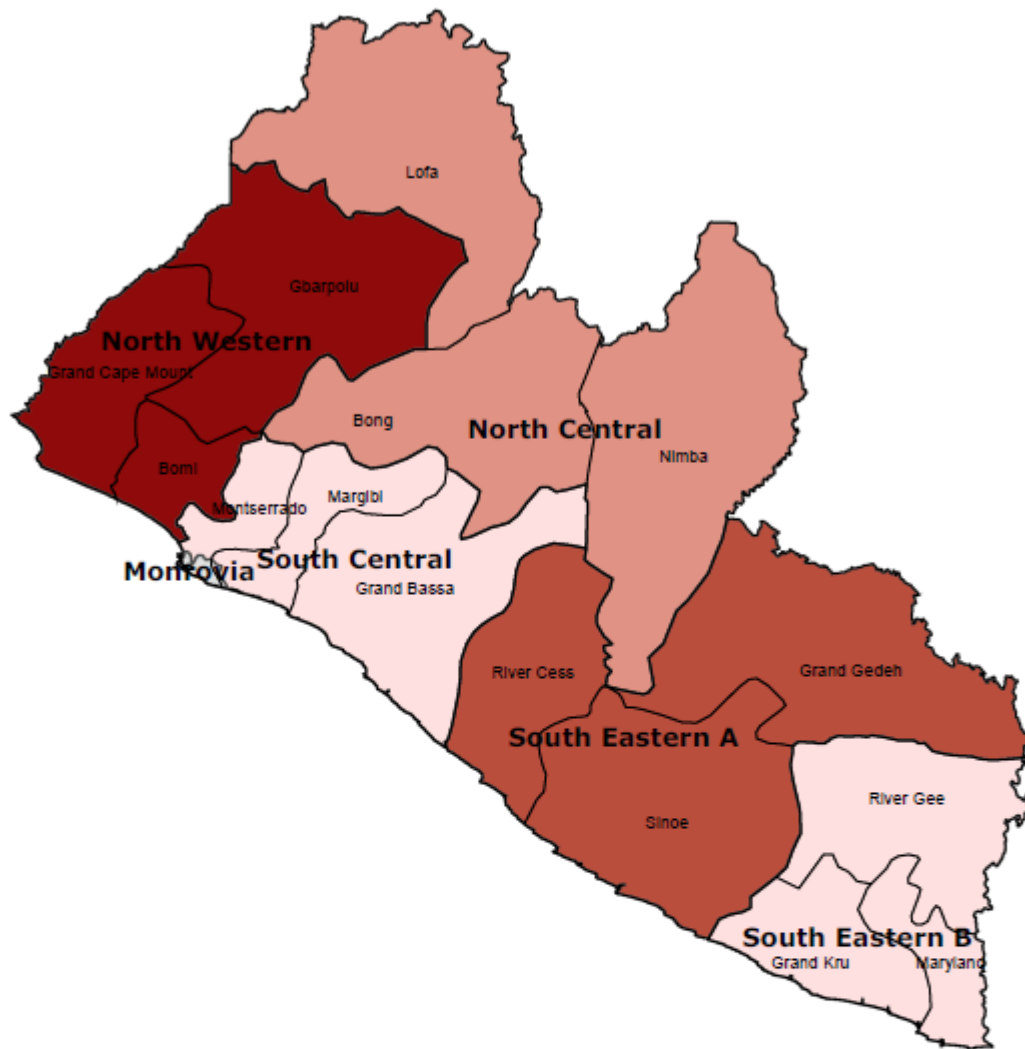 Lofa
Gbarpolu
North Western
Grand Cape Mount
Bong
North Central
Nimba
Bomi
Margibi
Montserrado
South Central
Monrovia
Grand Bassa
River Cess
Grand Gedeh
South Eastern A
River Gee
Sinoe
South Eastern B
Grand Kru
Maryland